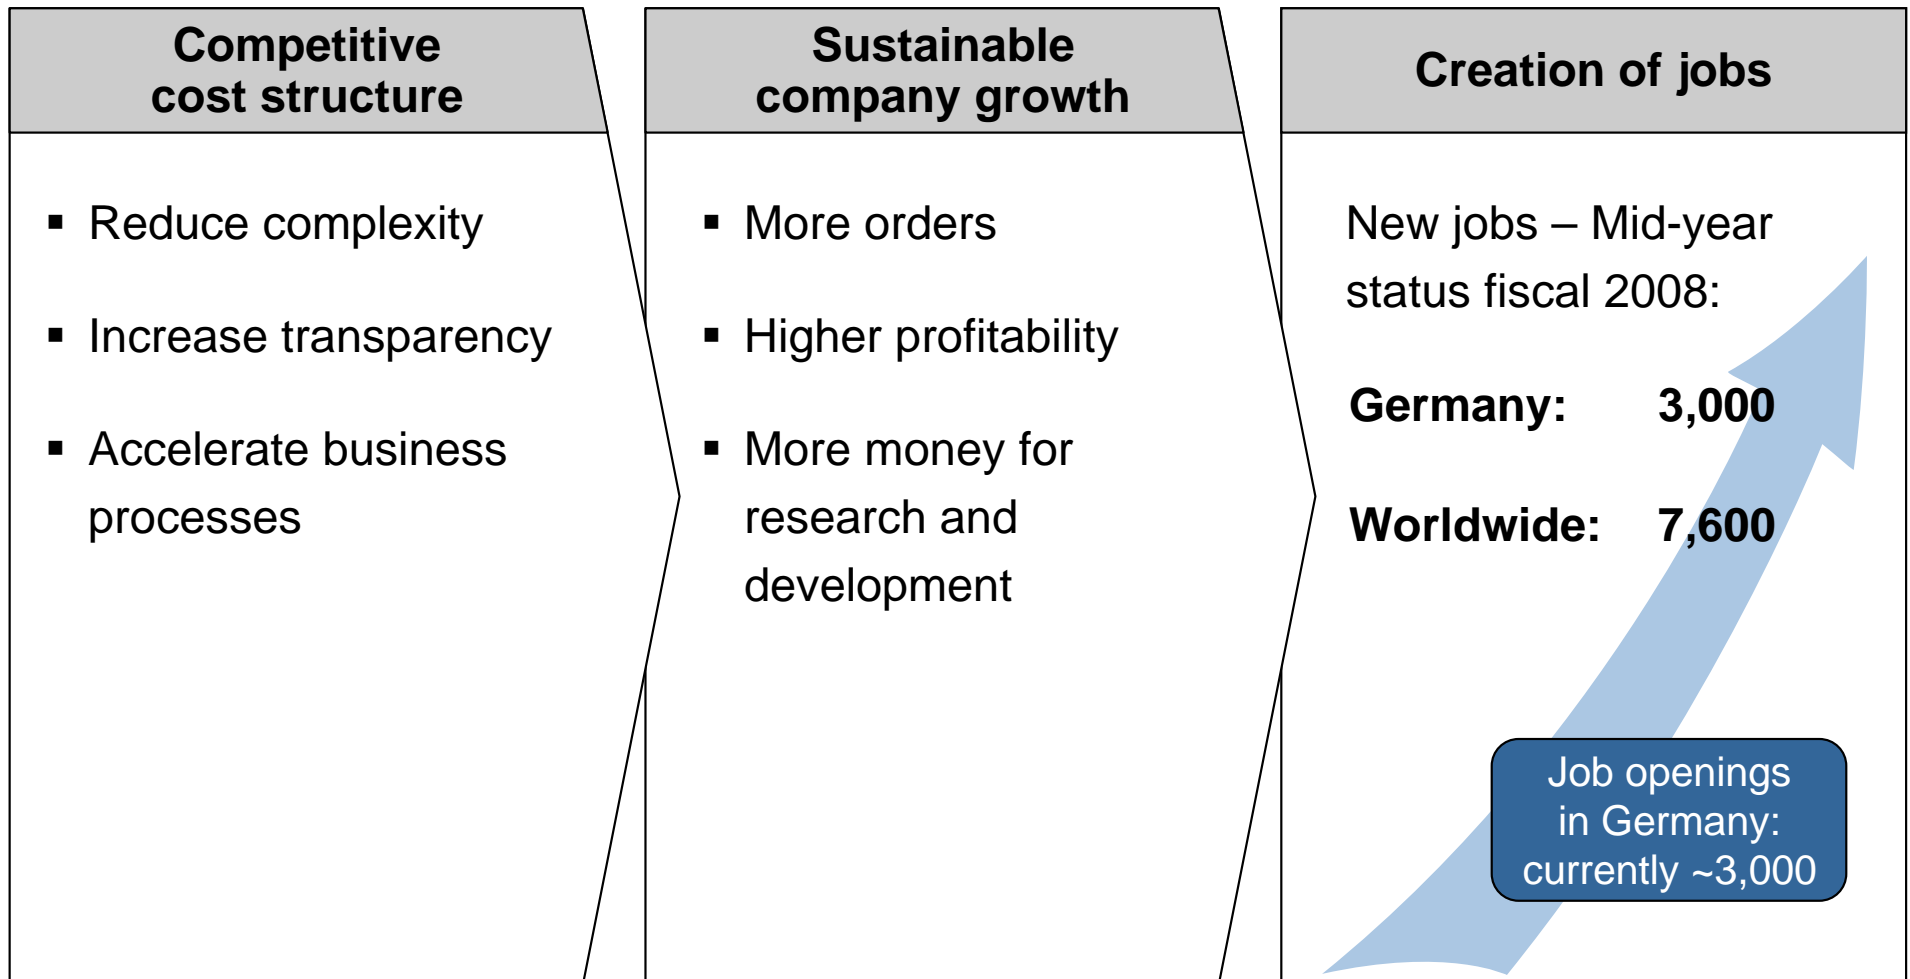 Competitive
cost structure
▪ Reduce complexity
▪ Increase transparency
▪ Accelerate business
processes
Sustainable
company growth
▪ More orders
▪ Higher profitability
▪ More money for
research and
development
Creation of jobs
New jobs – Mid-year
status fiscal 2008:
Germany: 3,000
Worldwide: 7,600
Job openings
in Germany:
currently ~3,000